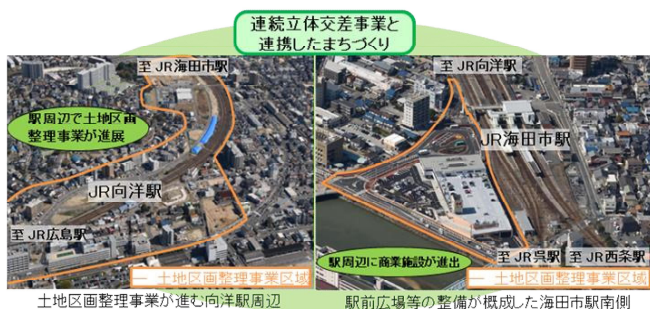 連続立体交差事業と
連携したまちづくり
至 JR海田市駅
駅周辺で土地区画
整理事業が進展
JR向洋駅
至 JR広島駅
土地区画整理事業区域
至 JR向洋駅
JR海田市駅
駅周辺に商業施設が進出
至 JR呉駅
至 JR西条駅
土地区画整理事業区域
土地区画整理事業が進む向洋駅周辺
駅前広場等の整備が概成した海田市駅南側